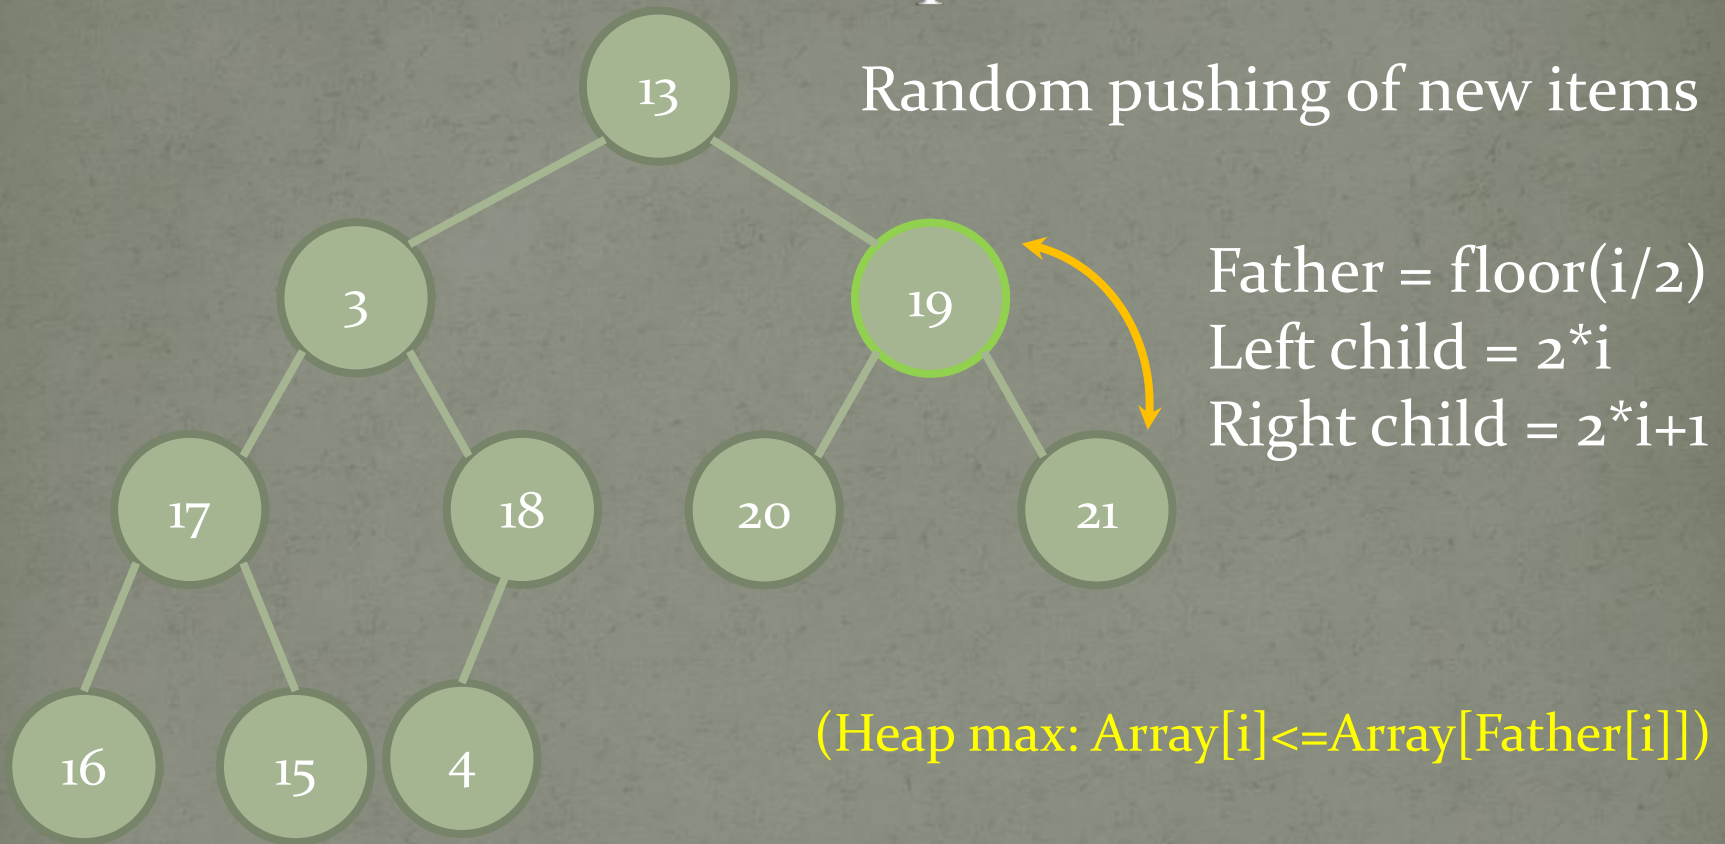 13
Random pushing of new items
3
19
Father = floor(i/2)
Left child = 2*i
Right child = 2*i+1
17
18
20
21
16
15
4
(Heap max: Array[i]<=Array[Father[i]])